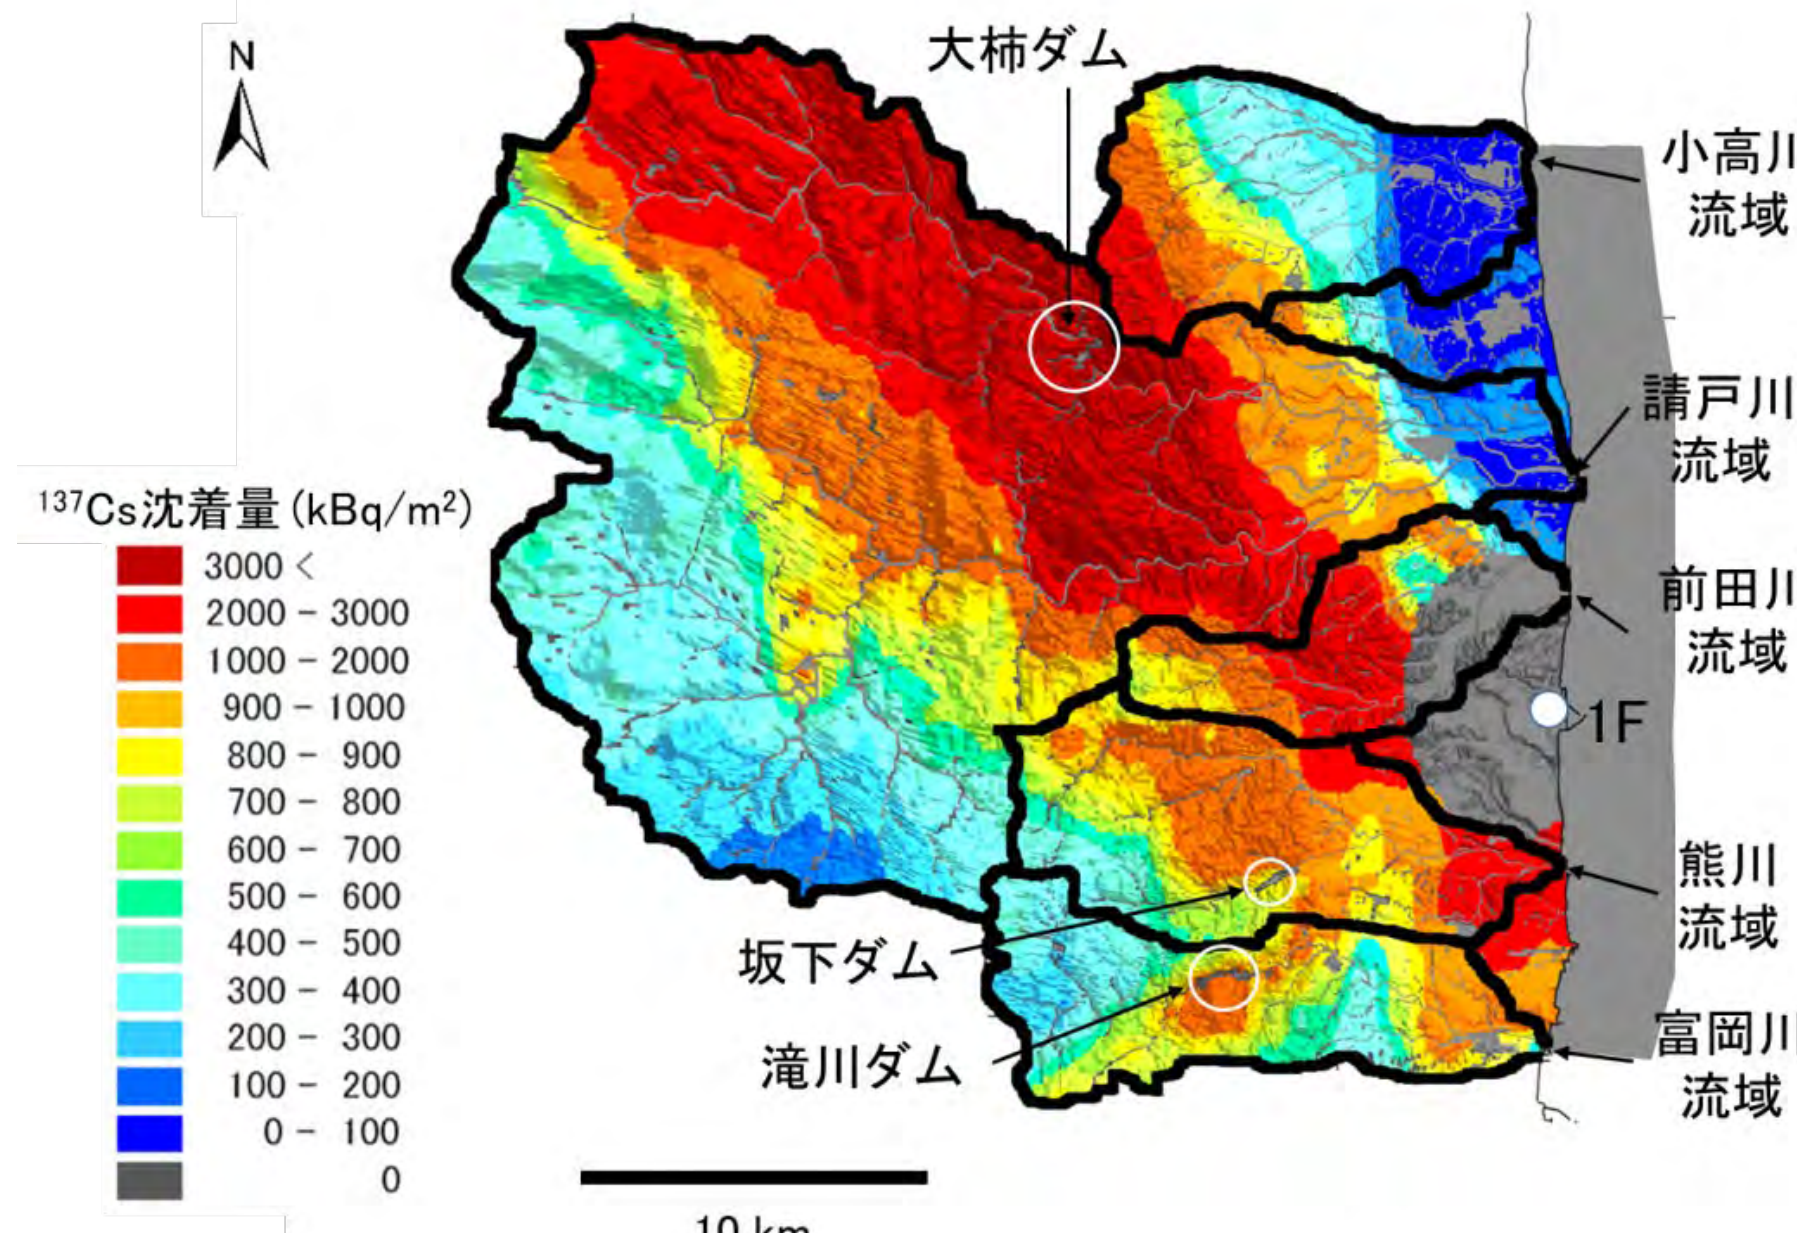 N
大柿ダム
小高川
流域
請戸川
流域
前田川
流域
1F
熊川
流域
富岡川
流域
坂下ダム
滝川ダム
137Cs沈着量(kBq/m2)
3000 <
2000 - 3000
1000 - 2000
900 - 1000
800 - 900
700 - 800
600 - 700
500 - 600
400 - 500
300 - 400
200 - 300
100 - 200
0 - 100
0
10 km